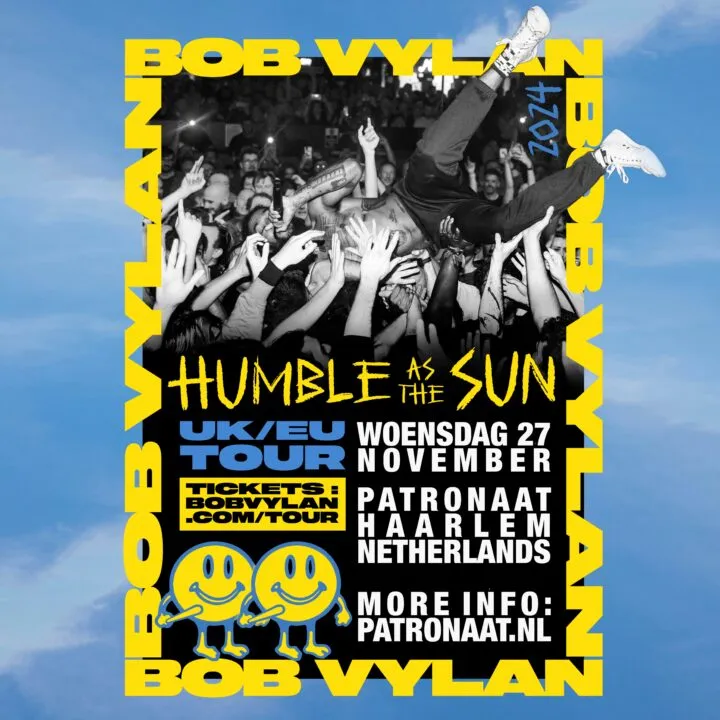 BOB VYLAN
BOB VYLAN
BOB VYLAN
2024
HUMBLE AS THE SUN
UK/EU
TOUR
TICKETS:
BOBVYLAN
.COM/TOUR
WOENSDAG 27
NOVEMBER
PATRONAAT
HAARLEM
NETHERLANDS
MORE INFO:
PATRONAAT.NL
BOB VYLAN